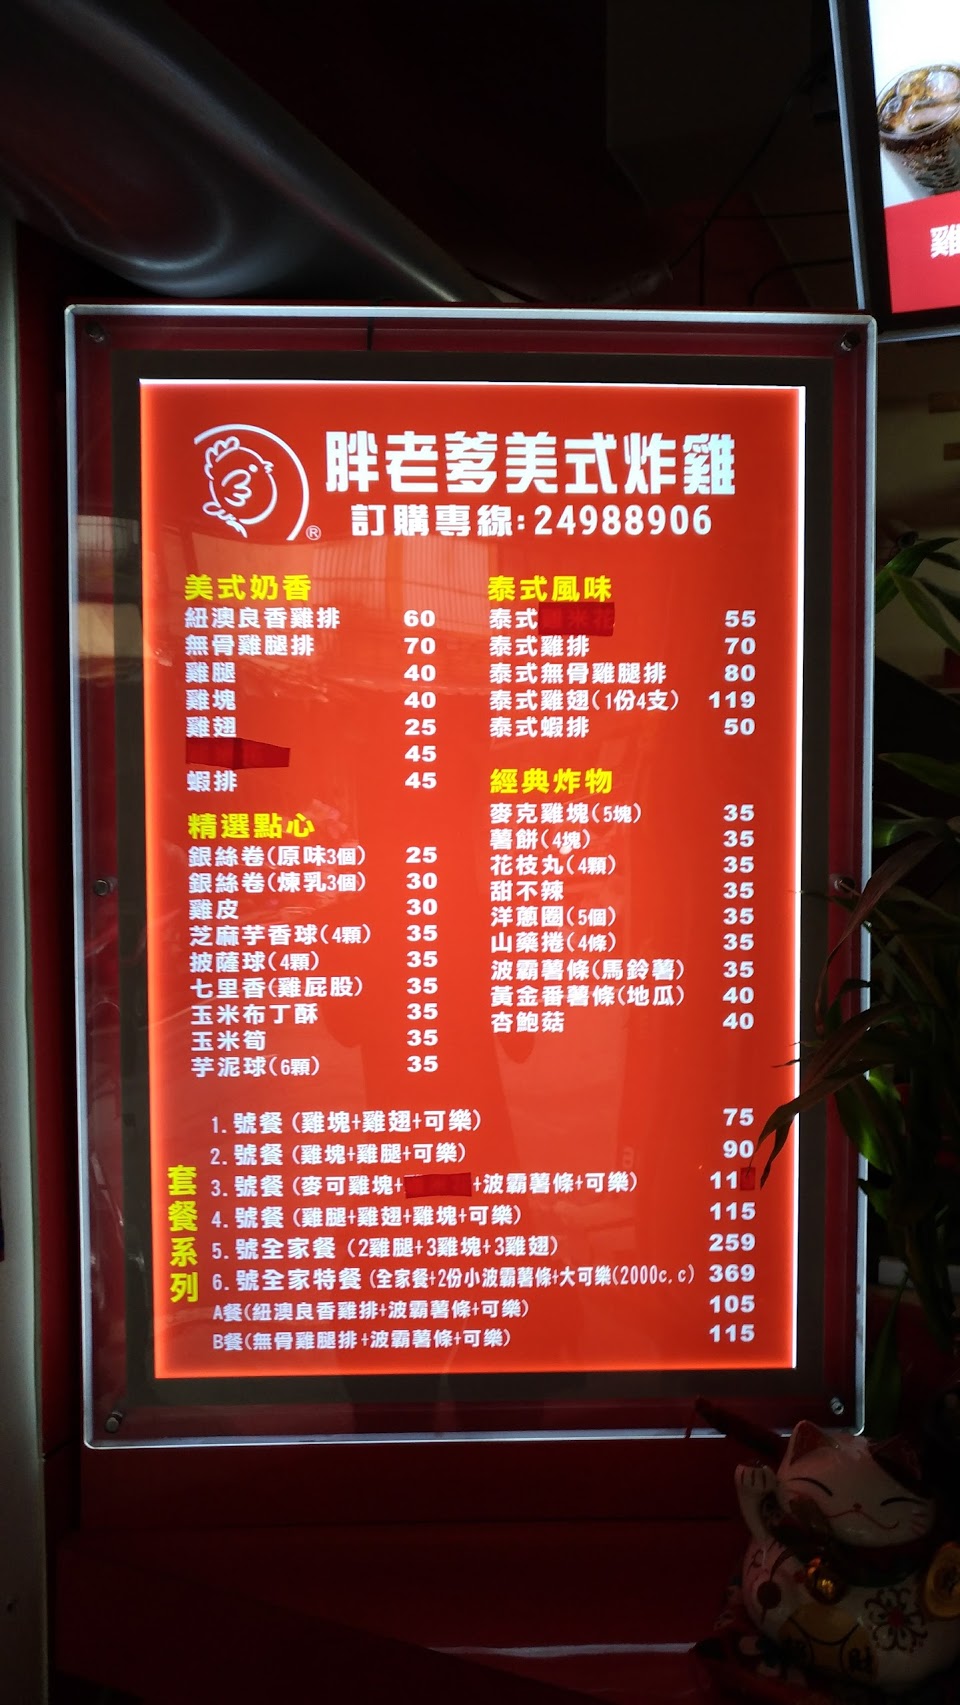 雞
胖老爹美式炸雞
®
訂購專線:24988906
美式奶香
紐澳良香雞排 60
無骨雞腿排 70
雞腿 40
雞塊 40
雞翅 25
45
蝦排 45
精選點心
銀絲卷(原味3個) 25
銀絲卷(煉乳3個) 30
雞皮 30
芝麻芋香球(4顆) 35
披薩球(4顆) 35
七里香(雞屁股) 35
玉米布丁酥 35
玉米筍 35
芋泥球(6顆) 35
泰式風味
泰式 55
泰式雞排 70
泰式無骨雞腿排 80
泰式雞翅(1份4支) 119
泰式蝦排 50
經典炸物
麥克雞塊(5塊) 35
薯餅(4塊) 35
花枝丸(4顆) 35
甜不辣 35
洋蔥圈(5個) 35
山藥捲(4條) 35
波霸薯條(馬鈴薯) 35
黃金番薯條(地瓜) 40
杏鮑菇 40
套餐系列
1.號餐(雞塊+雞翅+可樂) 75
2.號餐(雞塊+雞腿+可樂) 90
3.號餐(麥可雞塊+ +波霸薯條+可樂) 11
4.號餐(雞腿+雞翅+雞塊+可樂) 115
5.號全家餐(2雞腿+3雞塊+3雞翅) 259
6.號全家特餐(全家餐+2份小波霸薯條+大可樂(2000c.c) 369
A餐(紐澳良香雞排+波霸薯條+可樂) 105
B餐(無骨雞腿排+波霸薯條+可樂) 115